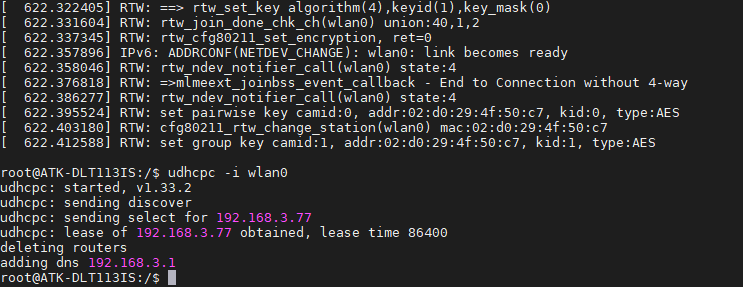 [  622.322405] RTW: ==> rtw_set_key algorithm(4),keyid(1),key_mask(0)
[  622.331604] RTW: rtw_join_done_chk_ch(wlan0) union:40,1,2
[  622.337345] RTW: rtw_cfg80211_set_encryption, ret=0
[  622.357896] IPv6: ADDRCONF(NETDEV_CHANGE): wlan0: link becomes ready
[  622.358046] RTW: rtw_ndev_notifier_call(wlan0) state:4
[  622.376818] RTW: =>mlmeext_joinbss_event_callback - End to Connection without 4-way
[  622.386277] RTW: rtw_ndev_notifier_call(wlan0) state:4
[  622.395524] RTW: set pairwise key camid:0, addr:02:d0:29:4f:50:c7, kid:0, type:AES
[  622.403180] RTW: cfg80211_rtw_change_station(wlan0) mac:02:d0:29:4f:50:c7
[  622.412588] RTW: set group key camid:1, addr:02:d0:29:4f:50:c7, kid:1, type:AES
root@ATK-DLT113IS:/$ udhcpc -i wlan0
udhcpc: started, v1.33.2
udhcpc: sending discover
udhcpc: sending select for 192.168.3.77
udhcpc: lease of 192.168.3.77 obtained, lease time 86400
deleting routers
adding dns 192.168.3.1
root@ATK-DLT113IS:/$